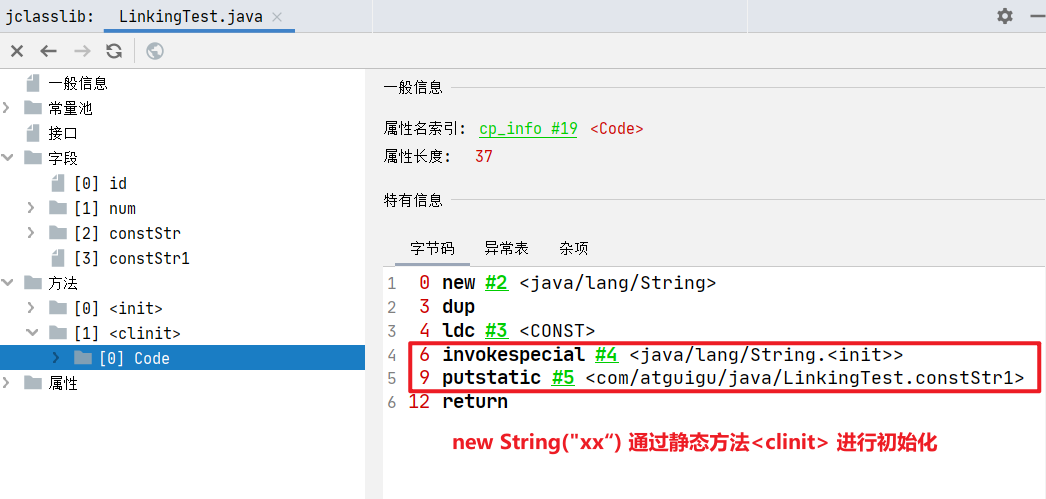 jclasslib: LinkingTest.java ×
一般信息
常量池
接口
字段
[0] id
[1] num
[2] constStr
[3] constStr1
方法
[0] <init>
[1] <clinit>
[0] Code
属性
一般信息
属性名索引: cp_info #19 <Code>
属性长度: 37
特有信息
字节码 异常表 杂项
1 0 new #2 <java/lang/String>
2 3 dup
3 4 ldc #3 <CONST>
4 6 invokespecial #4 <java/lang/String.<init>>
5 9 putstatic #5 <com/atguigu/java/LinkingTest.constStr1>
6 12 return
new String("xx“) 通过静态方法<clinit> 进行初始化